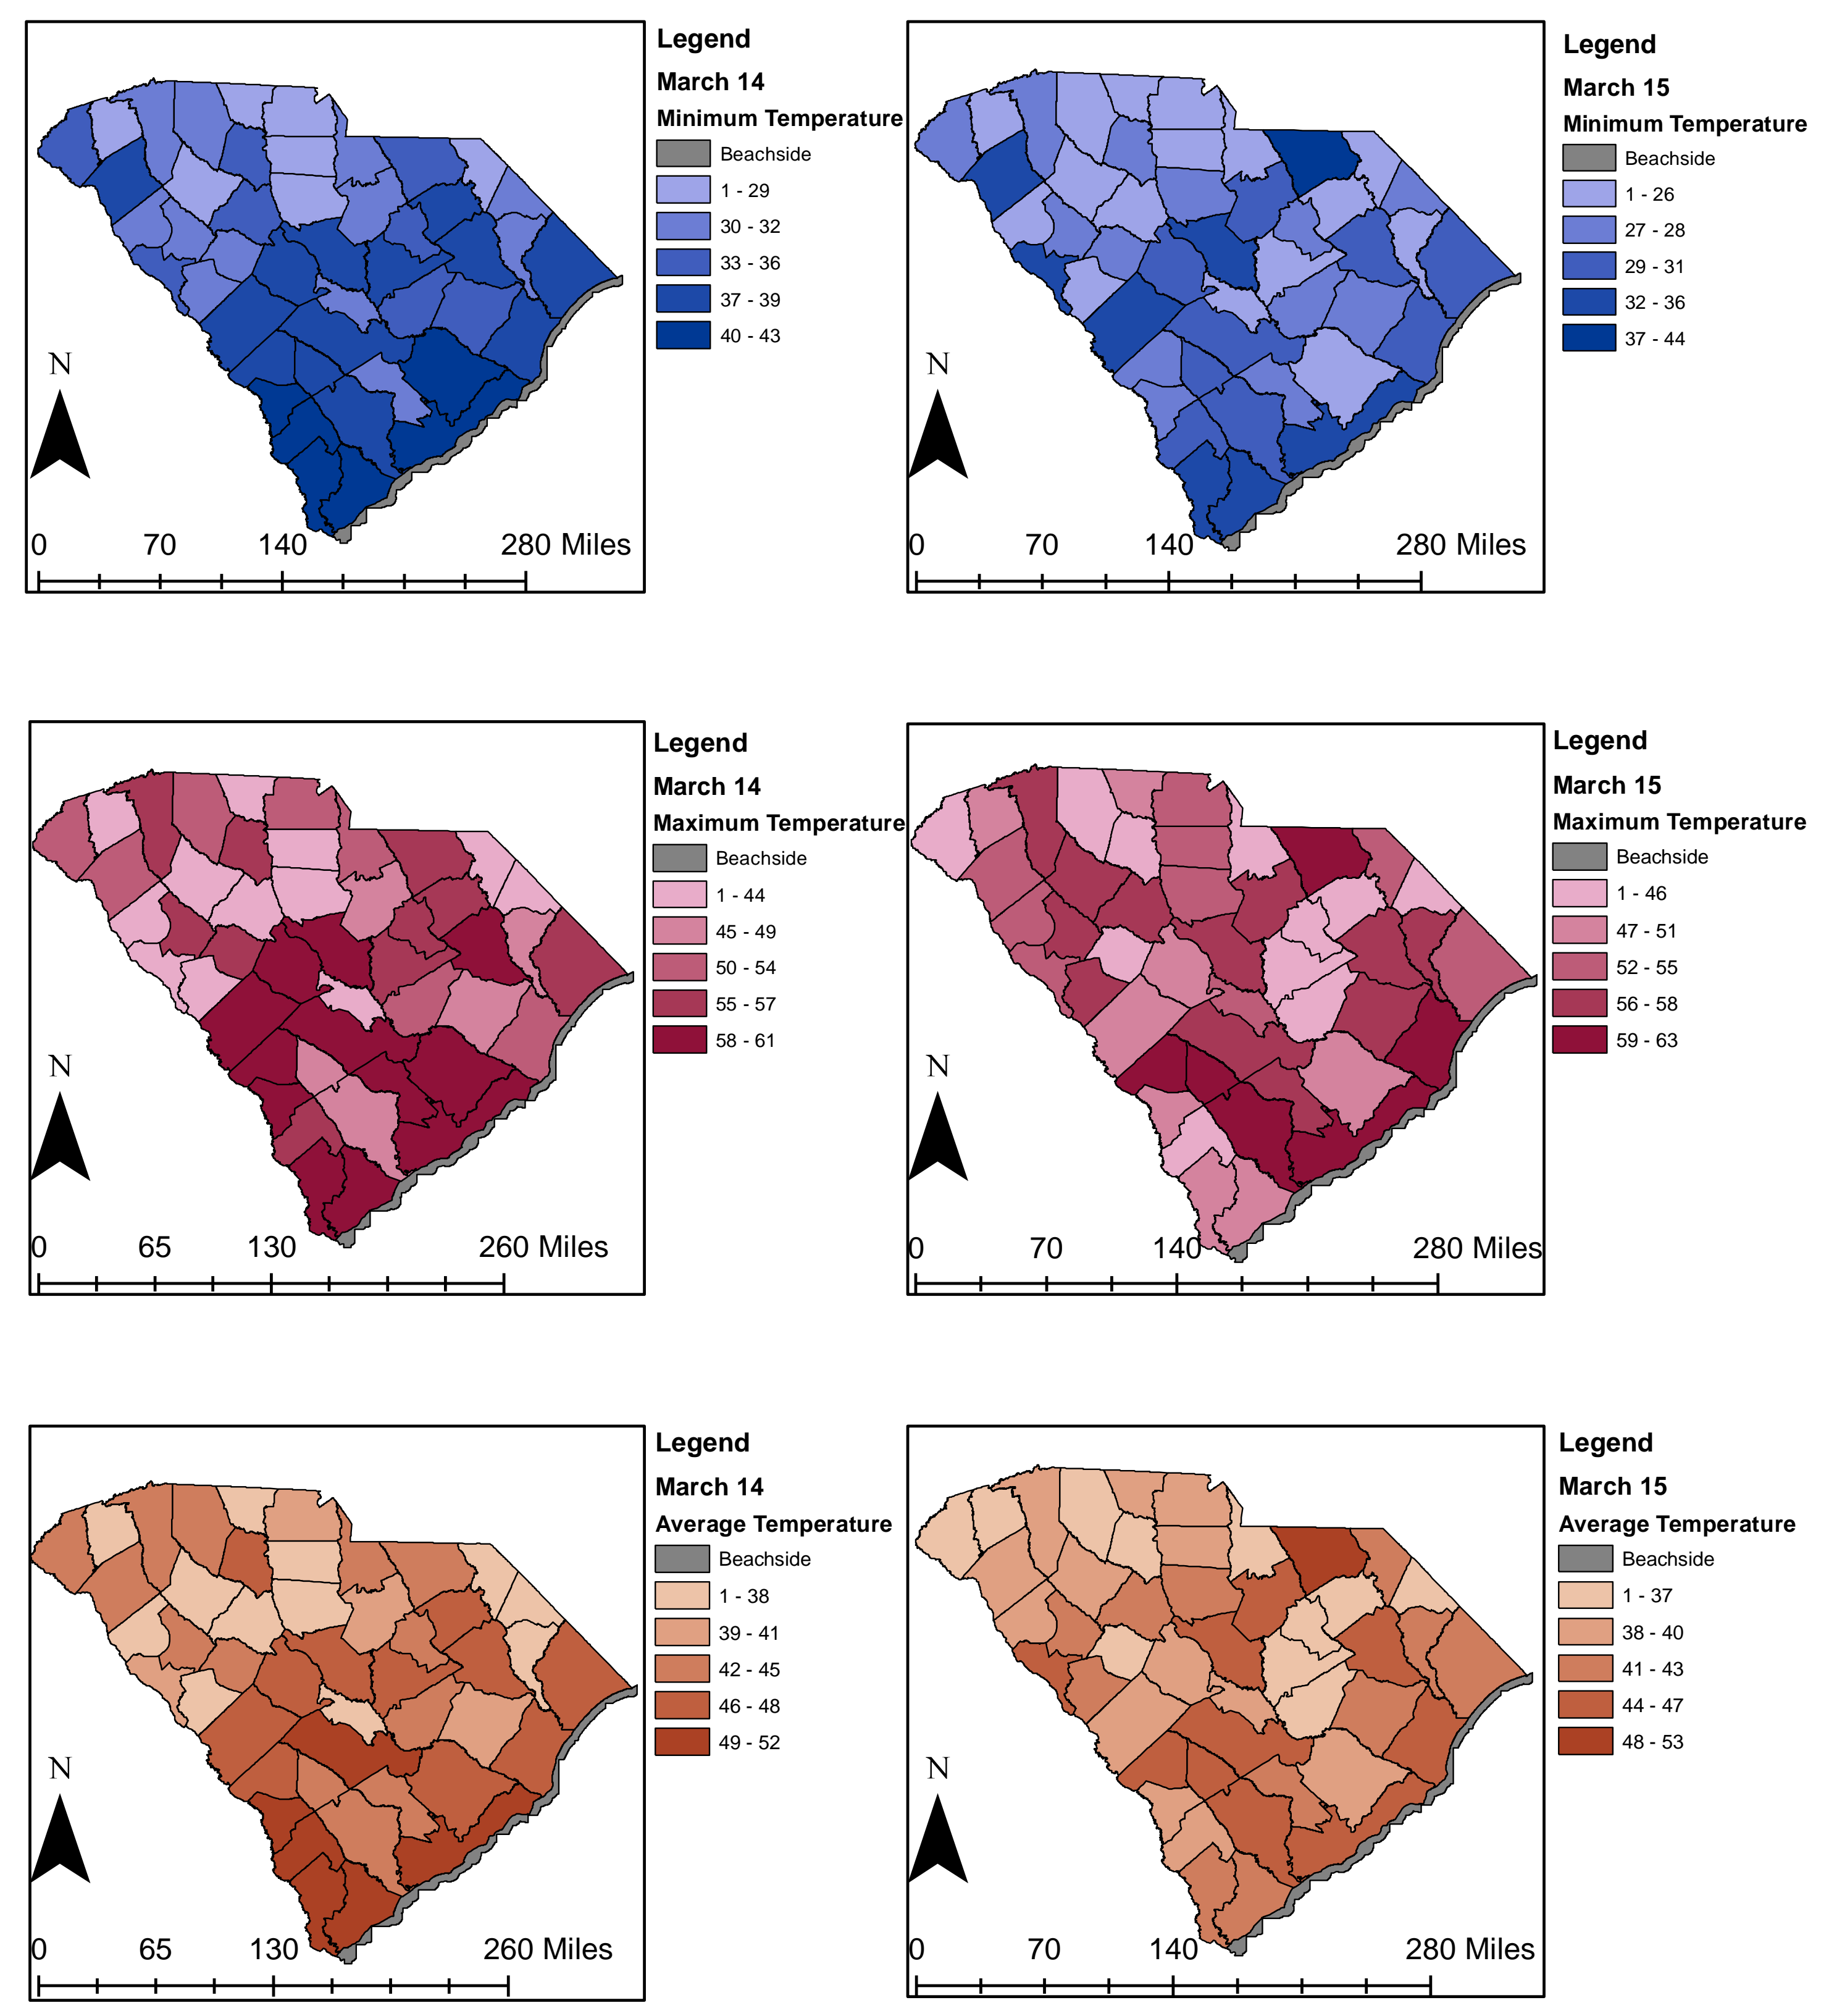 Legend
March 14
Minimum Temperature
Beachside
1 - 29
30 - 32
33 - 36
37 - 39
40 - 43
N
0 70 140 280 Miles
Legend
March 15
Minimum Temperature
Beachside
1 - 26
27 - 28
29 - 31
32 - 36
37 - 44
N
0 70 140 280 Miles
Legend
March 14
Maximum Temperature
Beachside
1 - 44
45 - 49
50 - 54
55 - 57
58 - 61
N
0 65 130 260 Miles
Legend
March 15
Maximum Temperature
Beachside
1 - 46
47 - 51
52 - 55
56 - 58
59 - 63
N
0 70 140 280 Miles
Legend
March 14
Average Temperature
Beachside
1 - 38
39 - 41
42 - 45
46 - 48
49 - 52
N
0 65 130 260 Miles
Legend
March 15
Average Temperature
Beachside
1 - 37
38 - 40
41 - 43
44 - 47
48 - 53
N
0 70 140 280 Miles